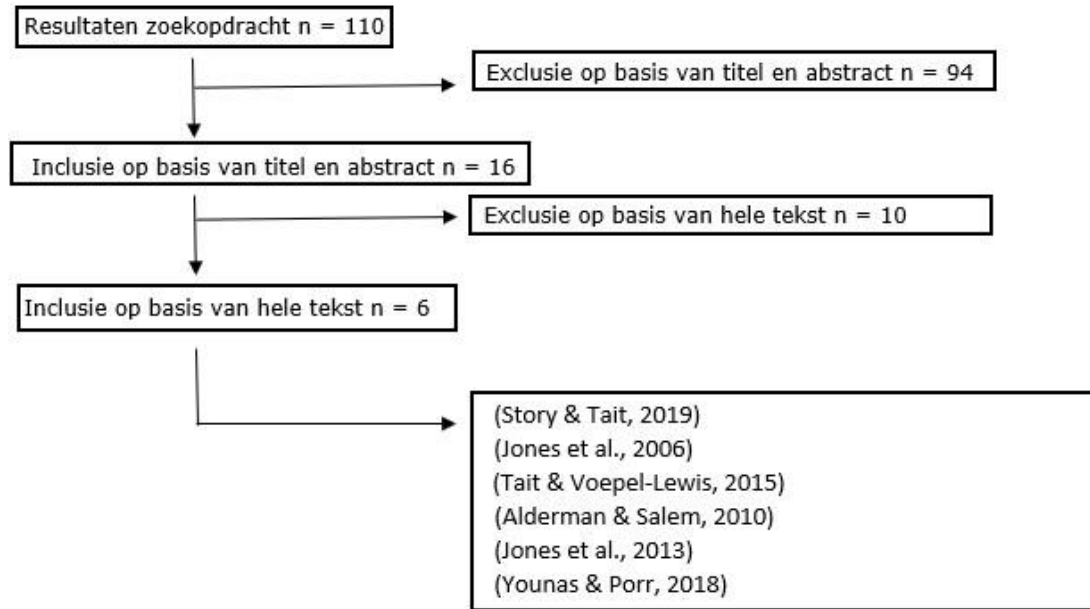 Resultaten zoekopdracht n = 110
Exclusie op basis van titel en abstract n = 94
Inclusie op basis van titel en abstract n = 16
Exclusie op basis van hele tekst n = 10
Inclusie op basis van hele tekst n = 6
(Story & Tait, 2019)
(Jones et al., 2006)
(Tait & Voepel-Lewis, 2015)
(Alderman & Salem, 2010)
(Jones et al., 2013)
(Younas & Porr, 2018)